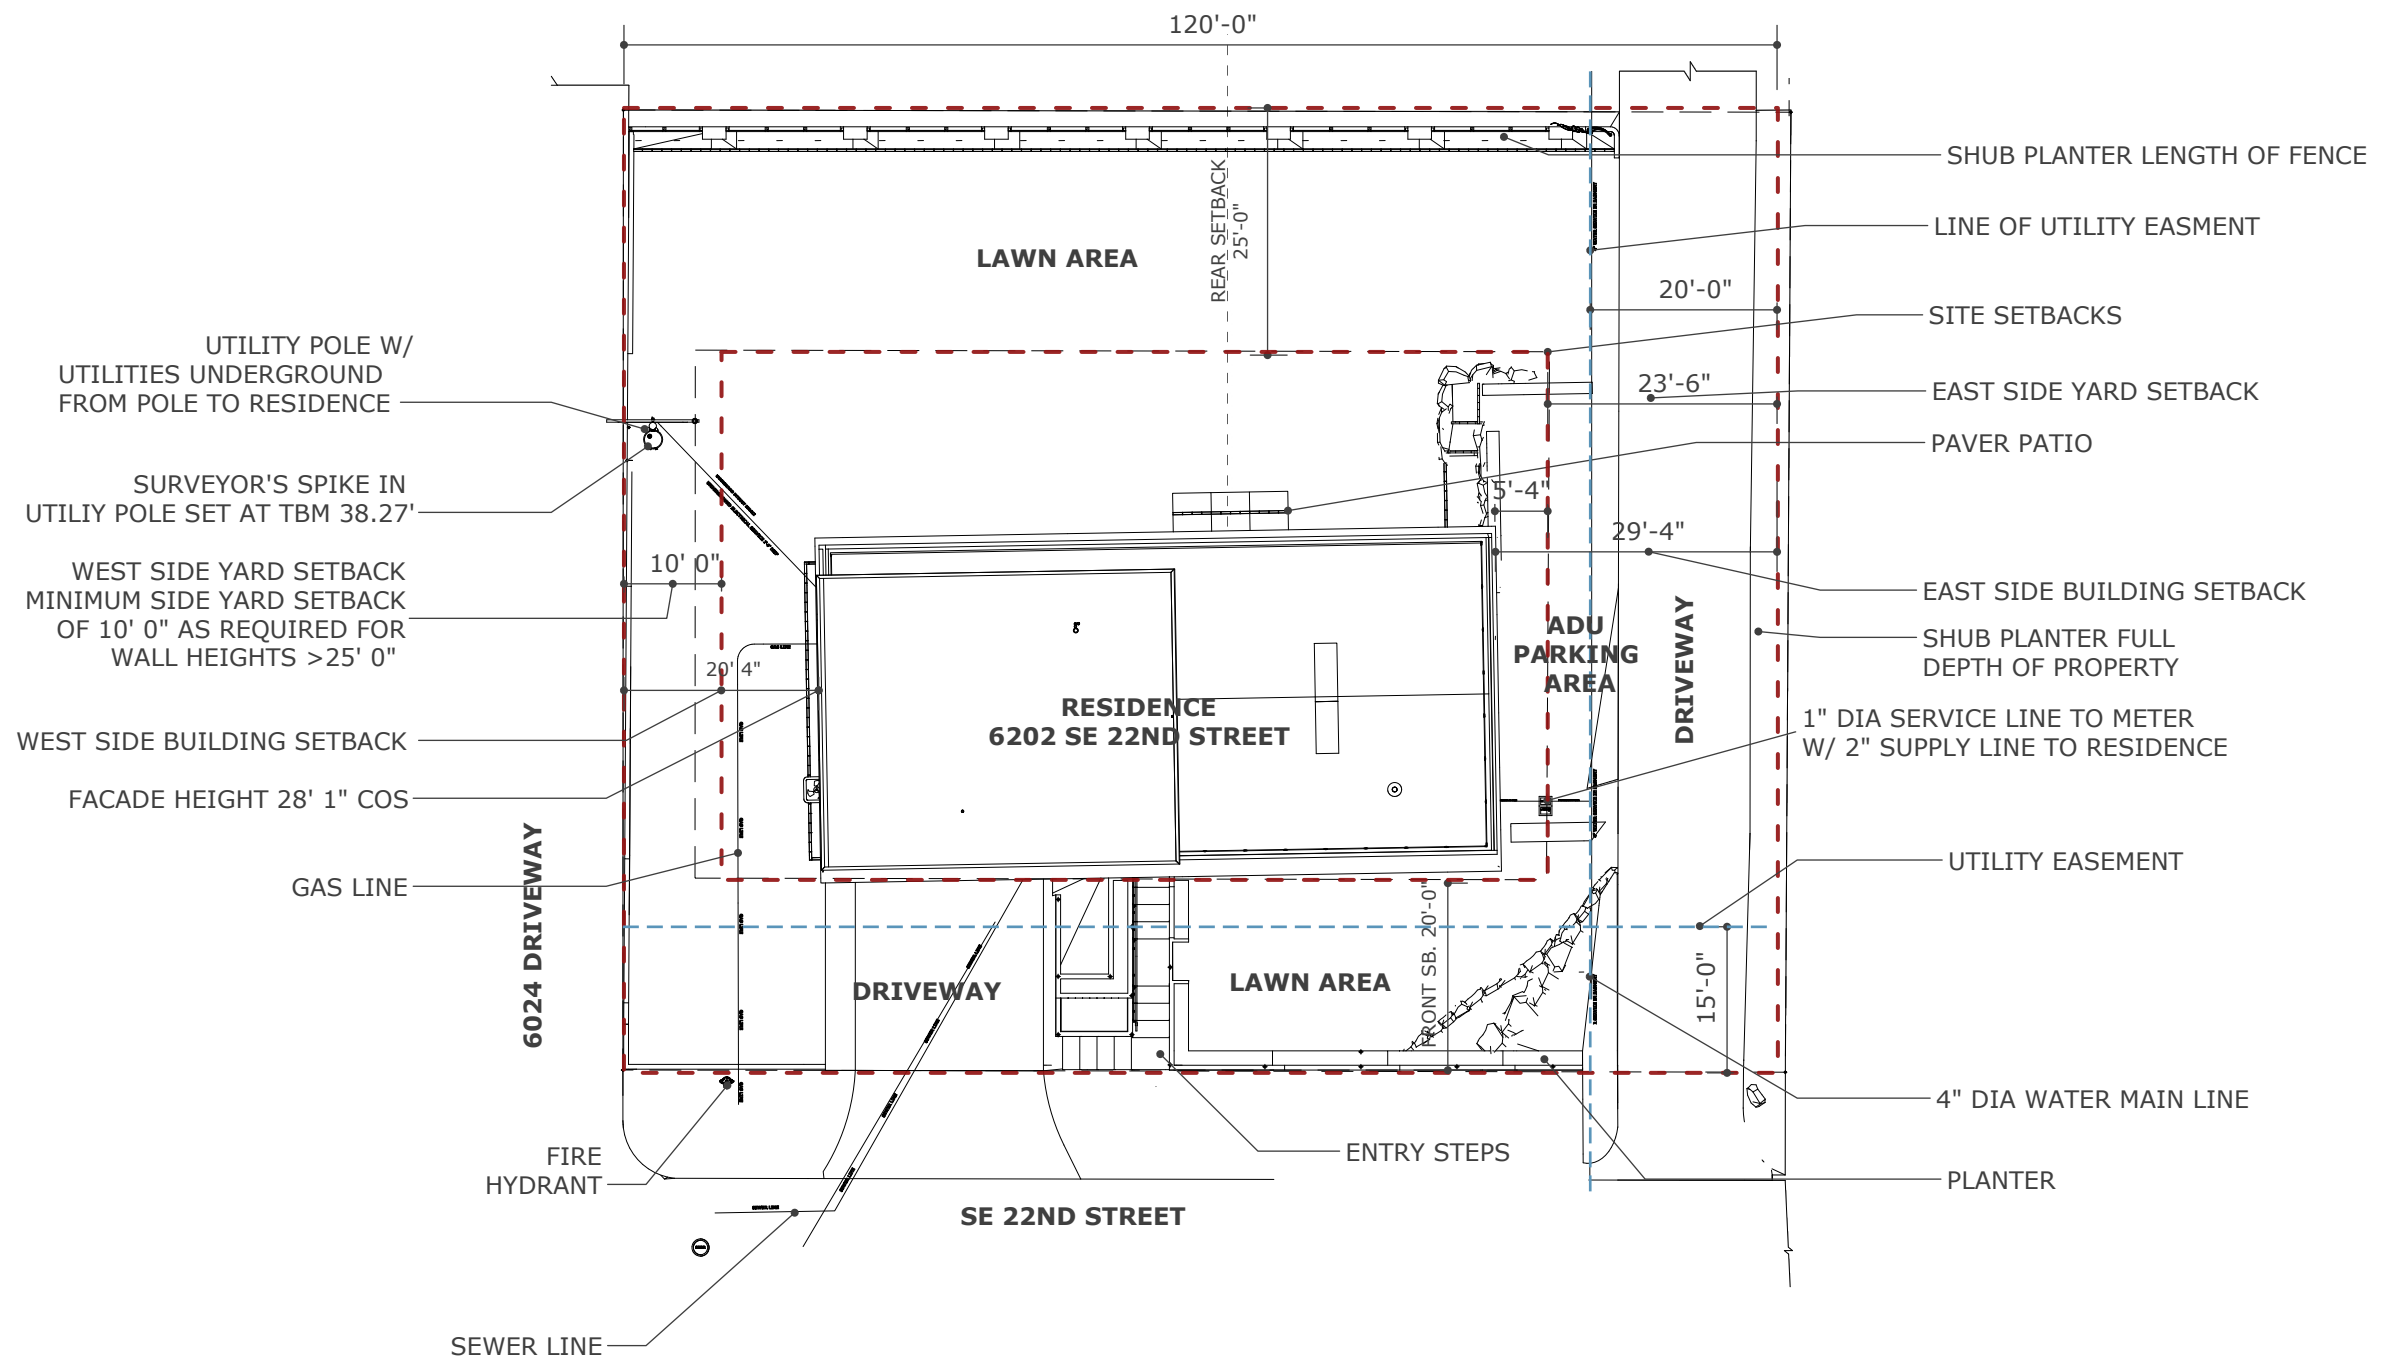 120'-0"
SHUB PLANTER LENGTH OF FENCE
REAR SETBACK
25'-0"
LINE OF UTILITY EASMENT
LAWN AREA
20'-0"
SITE SETBACKS
UTILITY POLE W/
UTILITIES UNDERGROUND
FROM POLE TO RESIDENCE
23'-6"
EAST SIDE YARD SETBACK
PAVER PATIO
SURVEYOR'S SPIKE IN
UTILIY POLE SET AT TBM 38.27'
5'-4"
29'-4"
WEST SIDE YARD SETBACK
MINIMUM SIDE YARD SETBACK
OF 10' 0" AS REQUIRED FOR
WALL HEIGHTS >25' 0"
10' 0"
EAST SIDE BUILDING SETBACK
ADU
PARKING
AREA
DRIVEWAY
SHUB PLANTER FULL
DEPTH OF PROPERTY
GAS LINE
20' 4"
RESIDENCE
6202 SE 22ND STREET
1" DIA SERVICE LINE TO METER
W/ 2" SUPPLY LINE TO RESIDENCE
WEST SIDE BUILDING SETBACK
FACADE HEIGHT 28' 1" COS
GAS LINE
UTILITY EASEMENT
6024 DRIVEWAY
FRONT SB. 20'-0"
DRIVEWAY
LAWN AREA
15'-0"
4" DIA WATER MAIN LINE
FIRE
HYDRANT
ENTRY STEPS
PLANTER
SEWER LINE
SE 22ND STREET
SEWER LINE